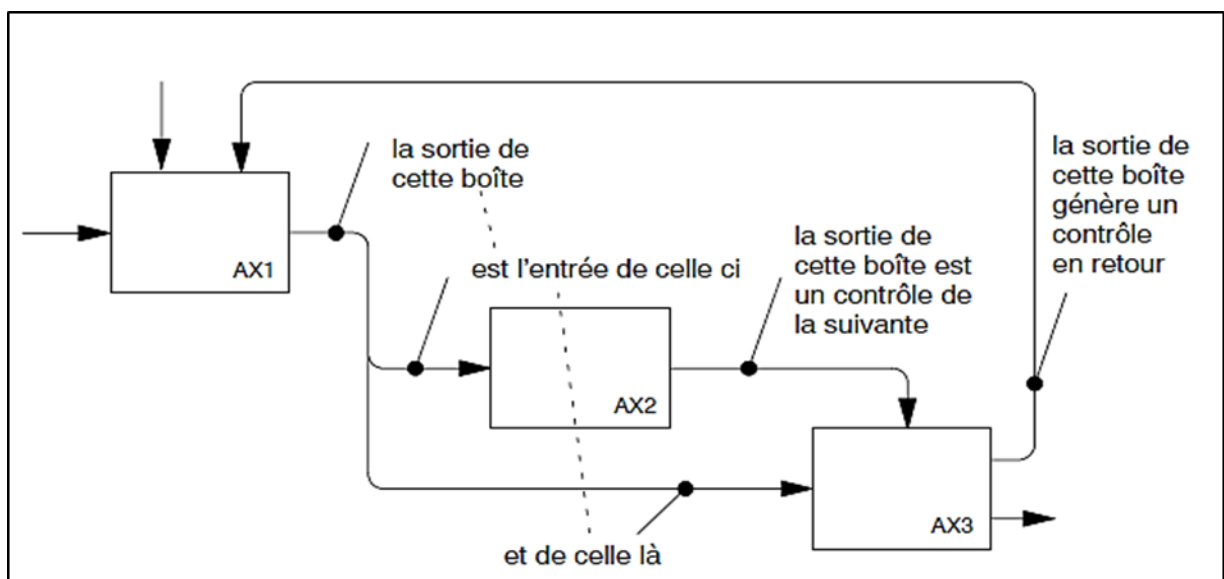 la sortie de
cette boîte
AX1
est l'entrée de celle ci
AX2
la sortie de
cette boîte est
un contrôle de
la suivante
la sortie de
cette boîte
génère un
contrôle
en retour
AX3
et de celle là